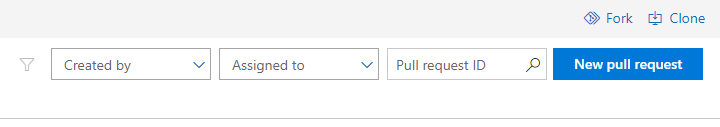 Fork Clone
Created by Assigned to Pull request ID New pull request